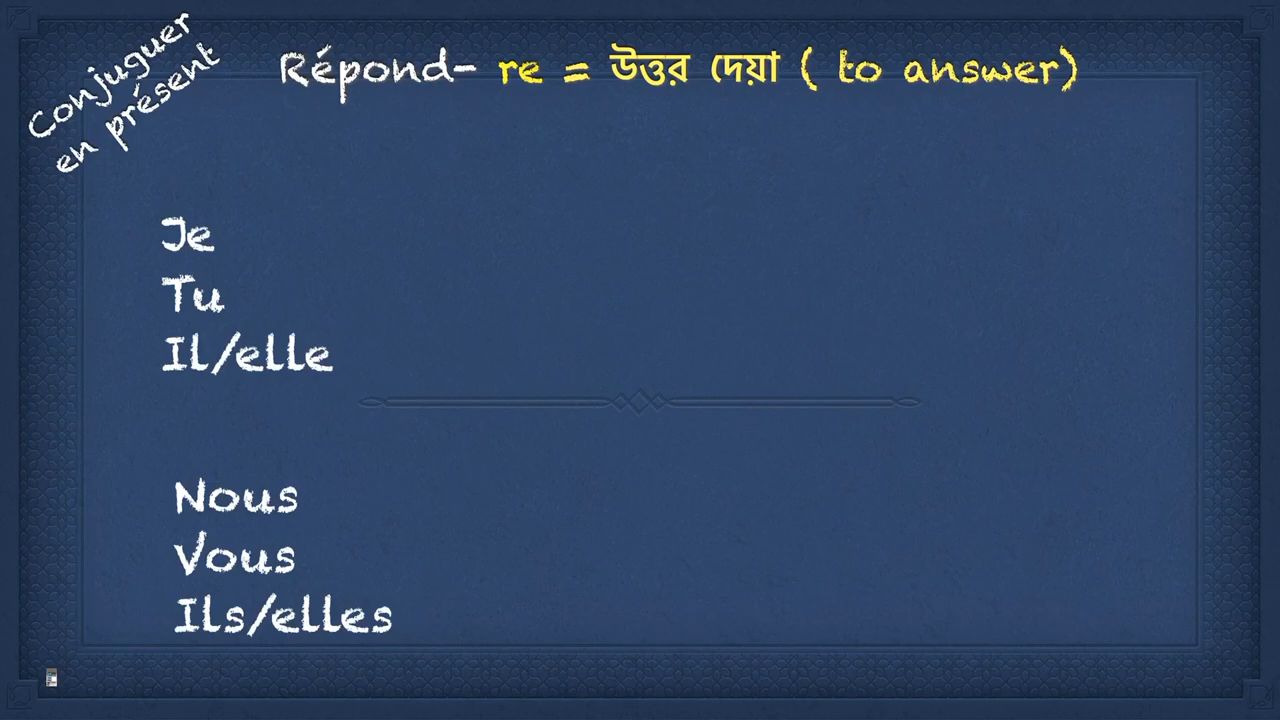 Conjuguer
en présent
Répond- re = উত্তর দেয়া ( to answer)
Je
Tu
Il/elle
Nous
Vous
Ils/elles